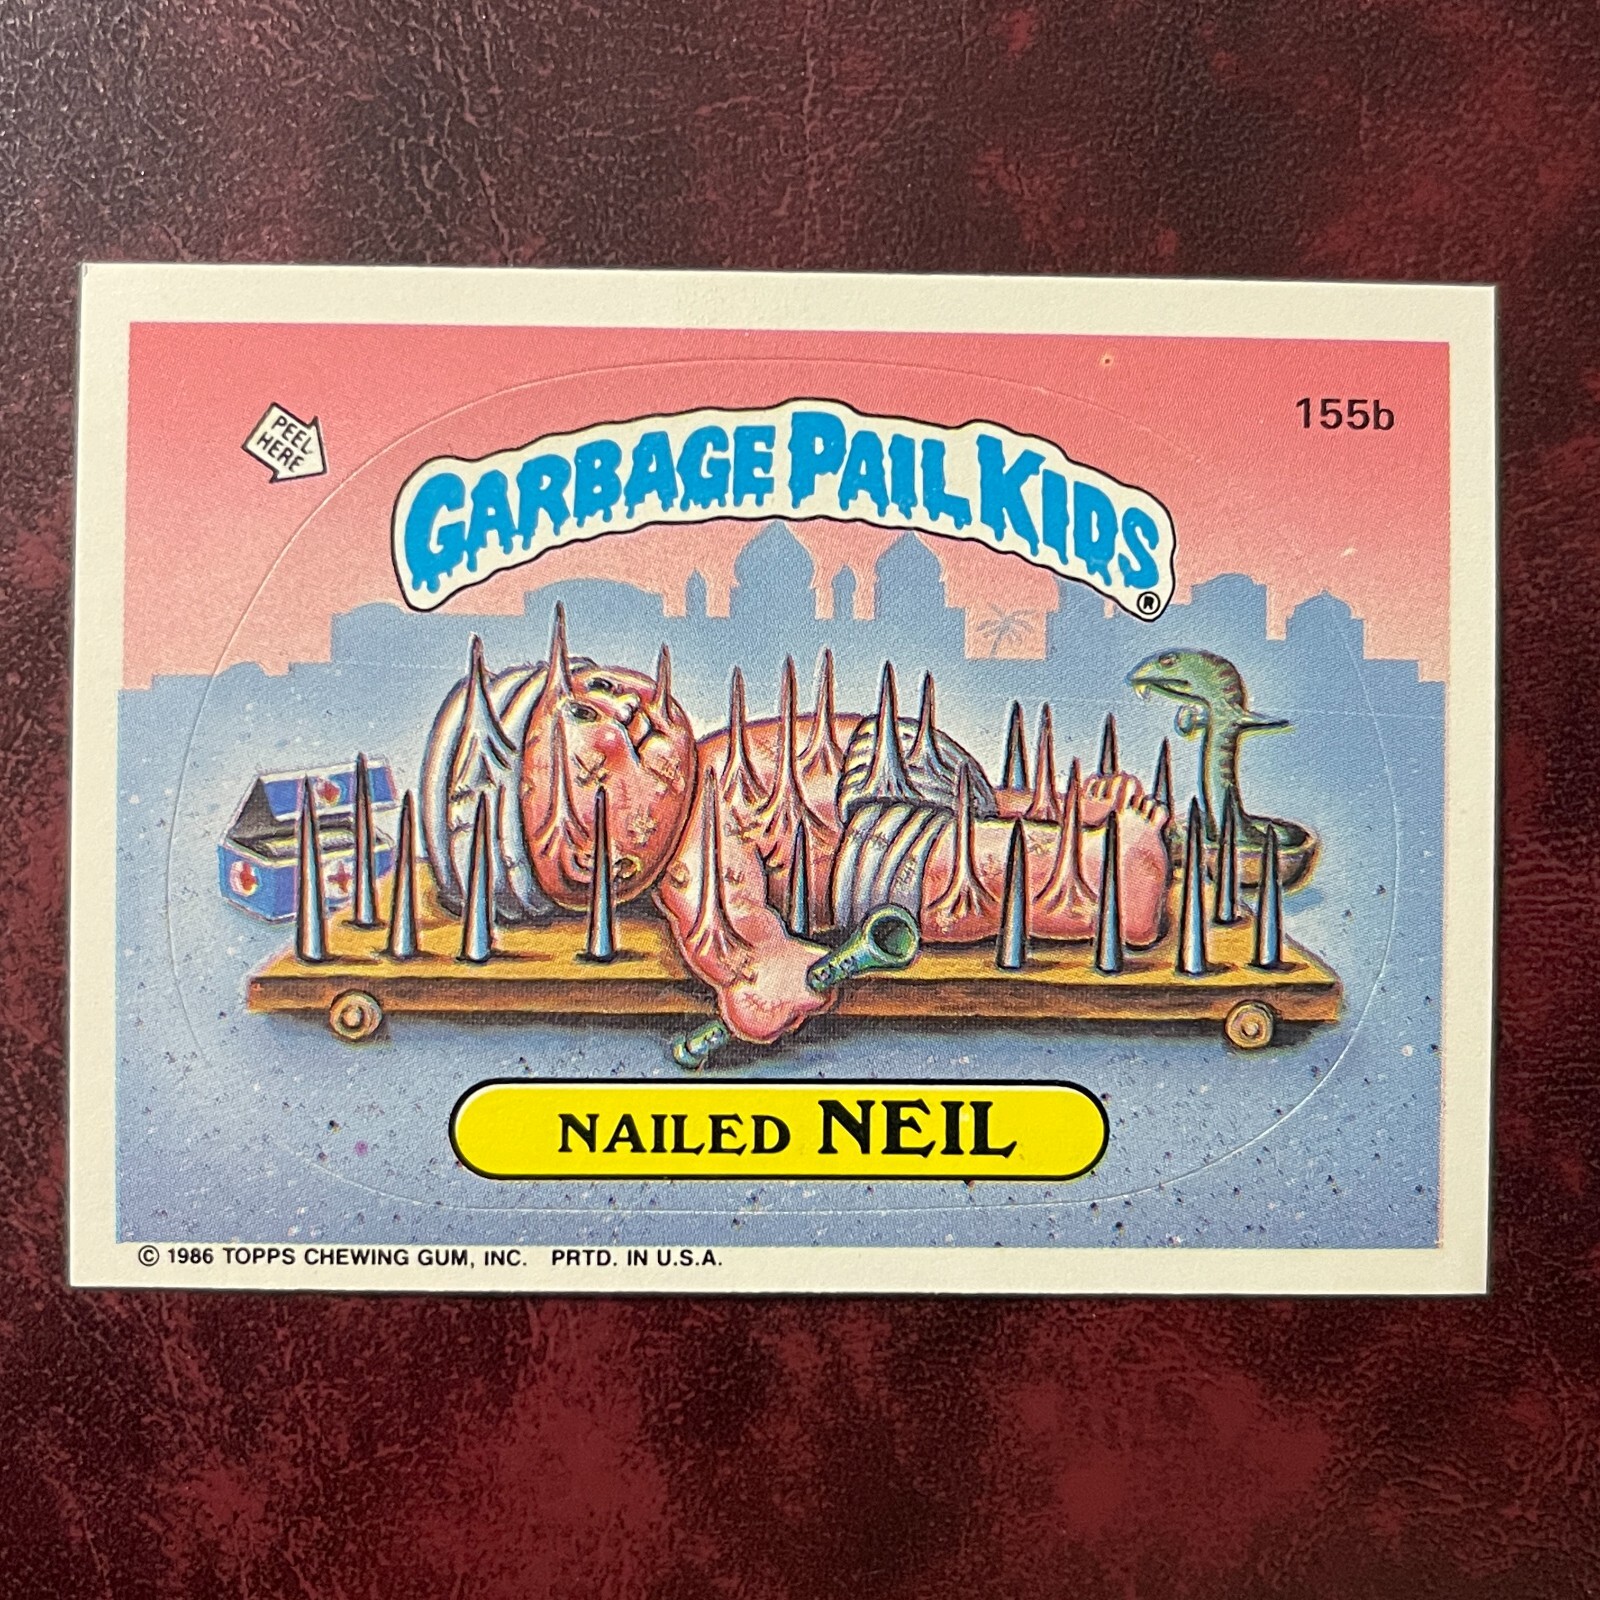 PEEL
HERE
155b
GARBAGE PAIL KIDS
®
NAILED NEIL
© 1986 TOPPS CHEWING GUM, INC. PRTD. IN U.S.A.